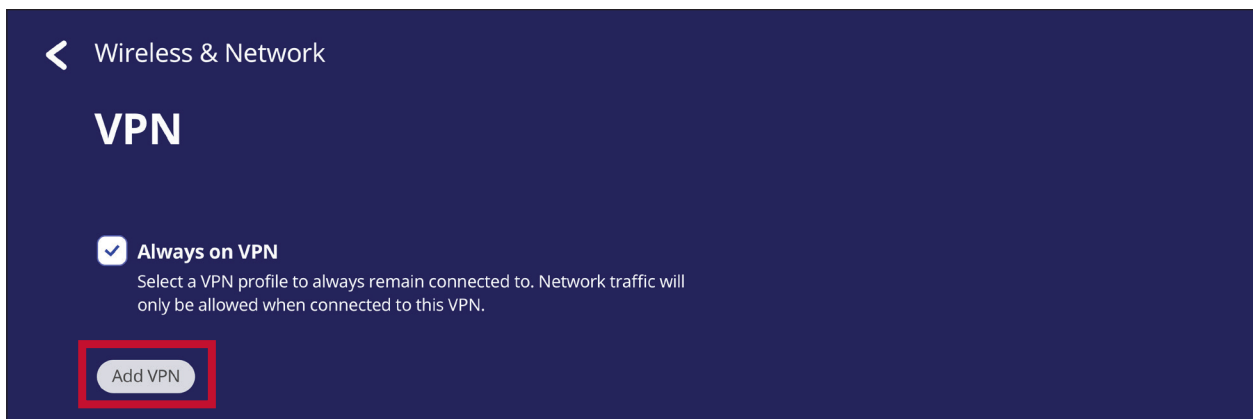 Wireless & Network
VPN
Always on VPN
Select a VPN profile to always remain connected to. Network traffic will
only be allowed when connected to this VPN.
Add VPN